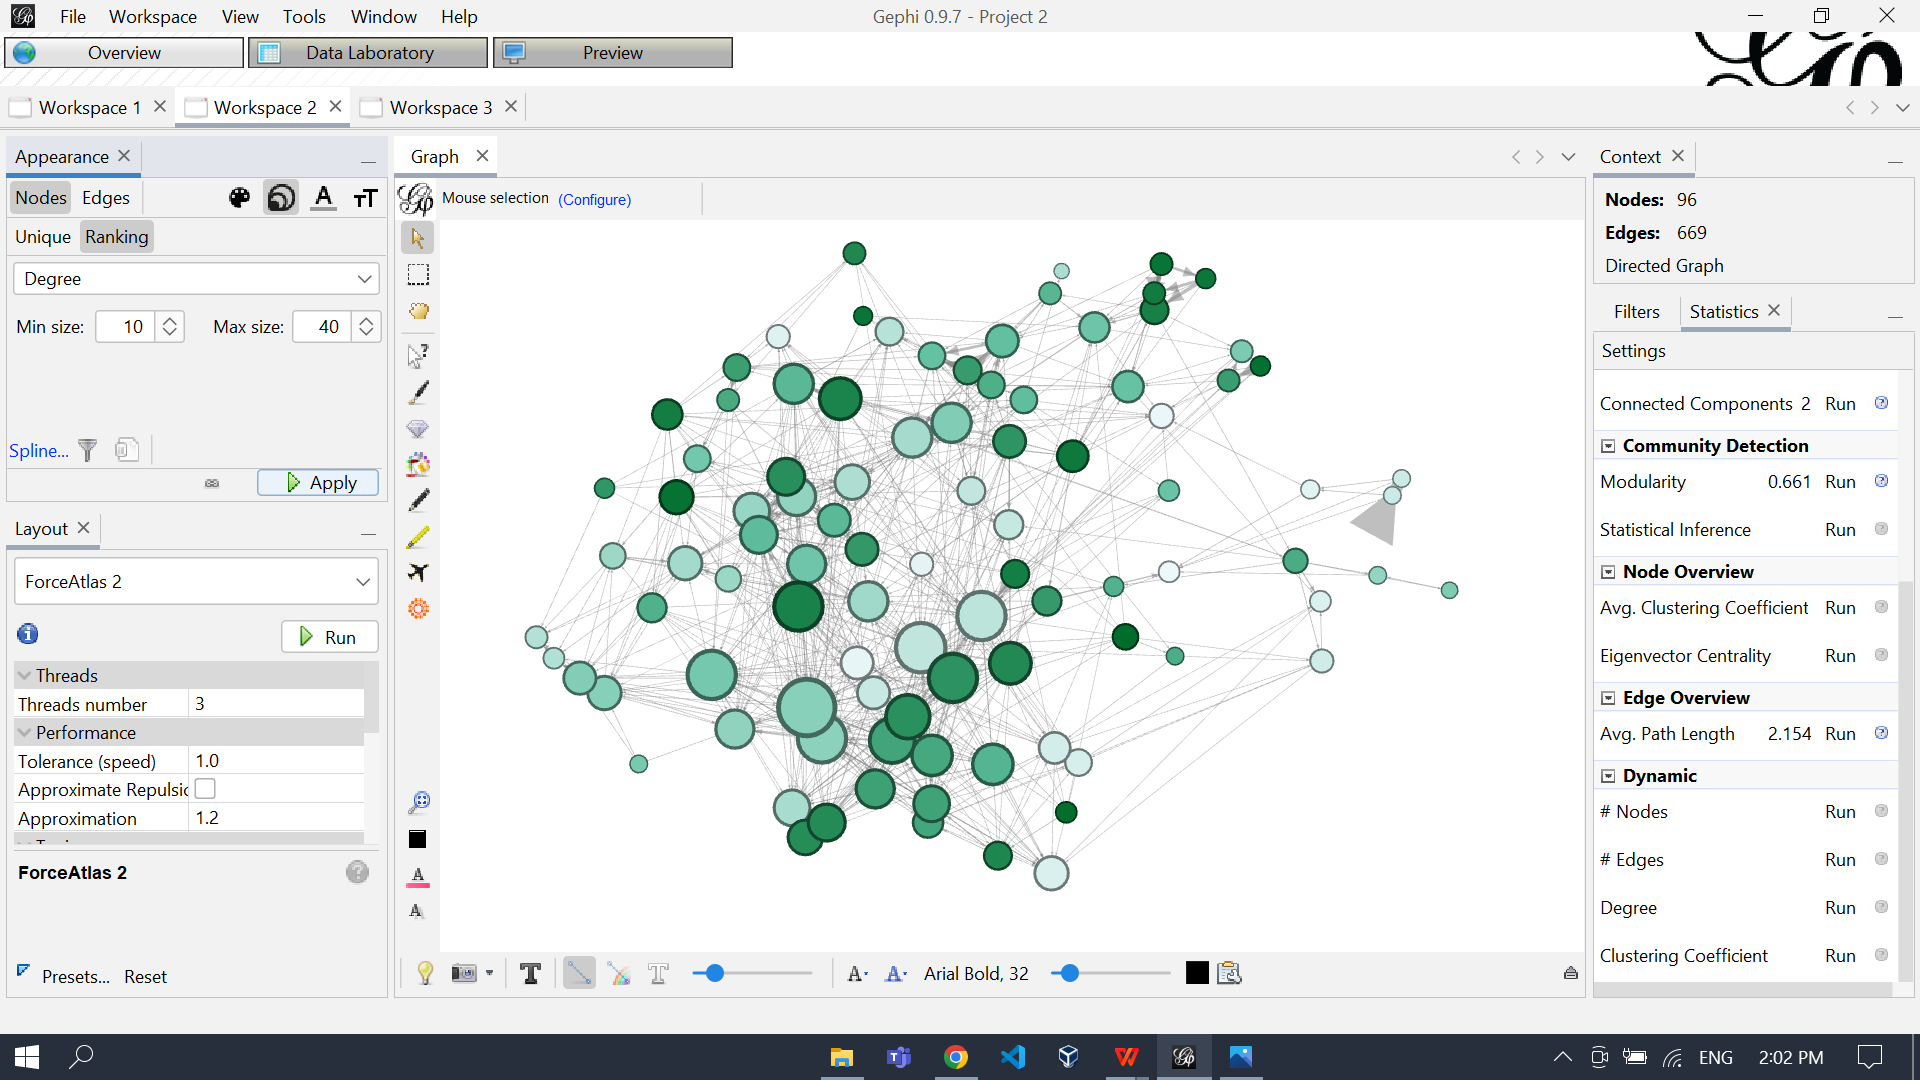 File Workspace View Tools Window Help
Gephi 0.9.7 - Project 2
Overview
Data Laboratory
Preview
Workspace 1
Workspace 2
Workspace 3
Appearance
Nodes Edges
Unique Ranking
Degree
Min size: 10 Max size: 40
Spline...
Apply
Layout
ForceAtlas 2
Run
Threads
Threads number 3
Performance
Tolerance (speed) 1.0
Approximate Repulsic
Approximation 1.2
ForceAtlas 2
Presets... Reset
Graph
Mouse selection (Configure)
Arial Bold, 32
Context
Nodes: 96
Edges: 669
Directed Graph
Filters Statistics
Settings
Connected Components 2 Run
Community Detection
Modularity 0.661 Run
Statistical Inference Run
Node Overview
Avg. Clustering Coefficient Run
Eigenvector Centrality Run
Edge Overview
Avg. Path Length 2.154 Run
Dynamic
# Nodes Run
# Edges Run
Degree Run
Clustering Coefficient Run
ENG 2:02 PM